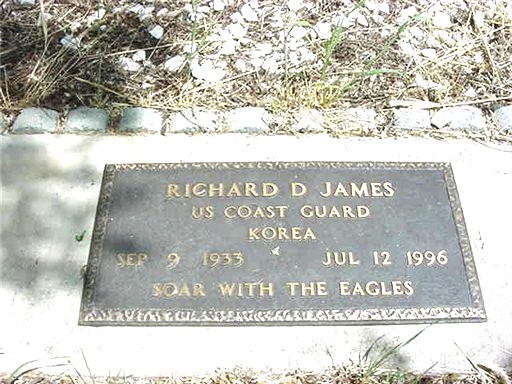 RICHARD D JAMES
US COAST GUARD
KOREA
SEP 9 1933 JUL 12 1996
SOAR WITH THE EAGLES